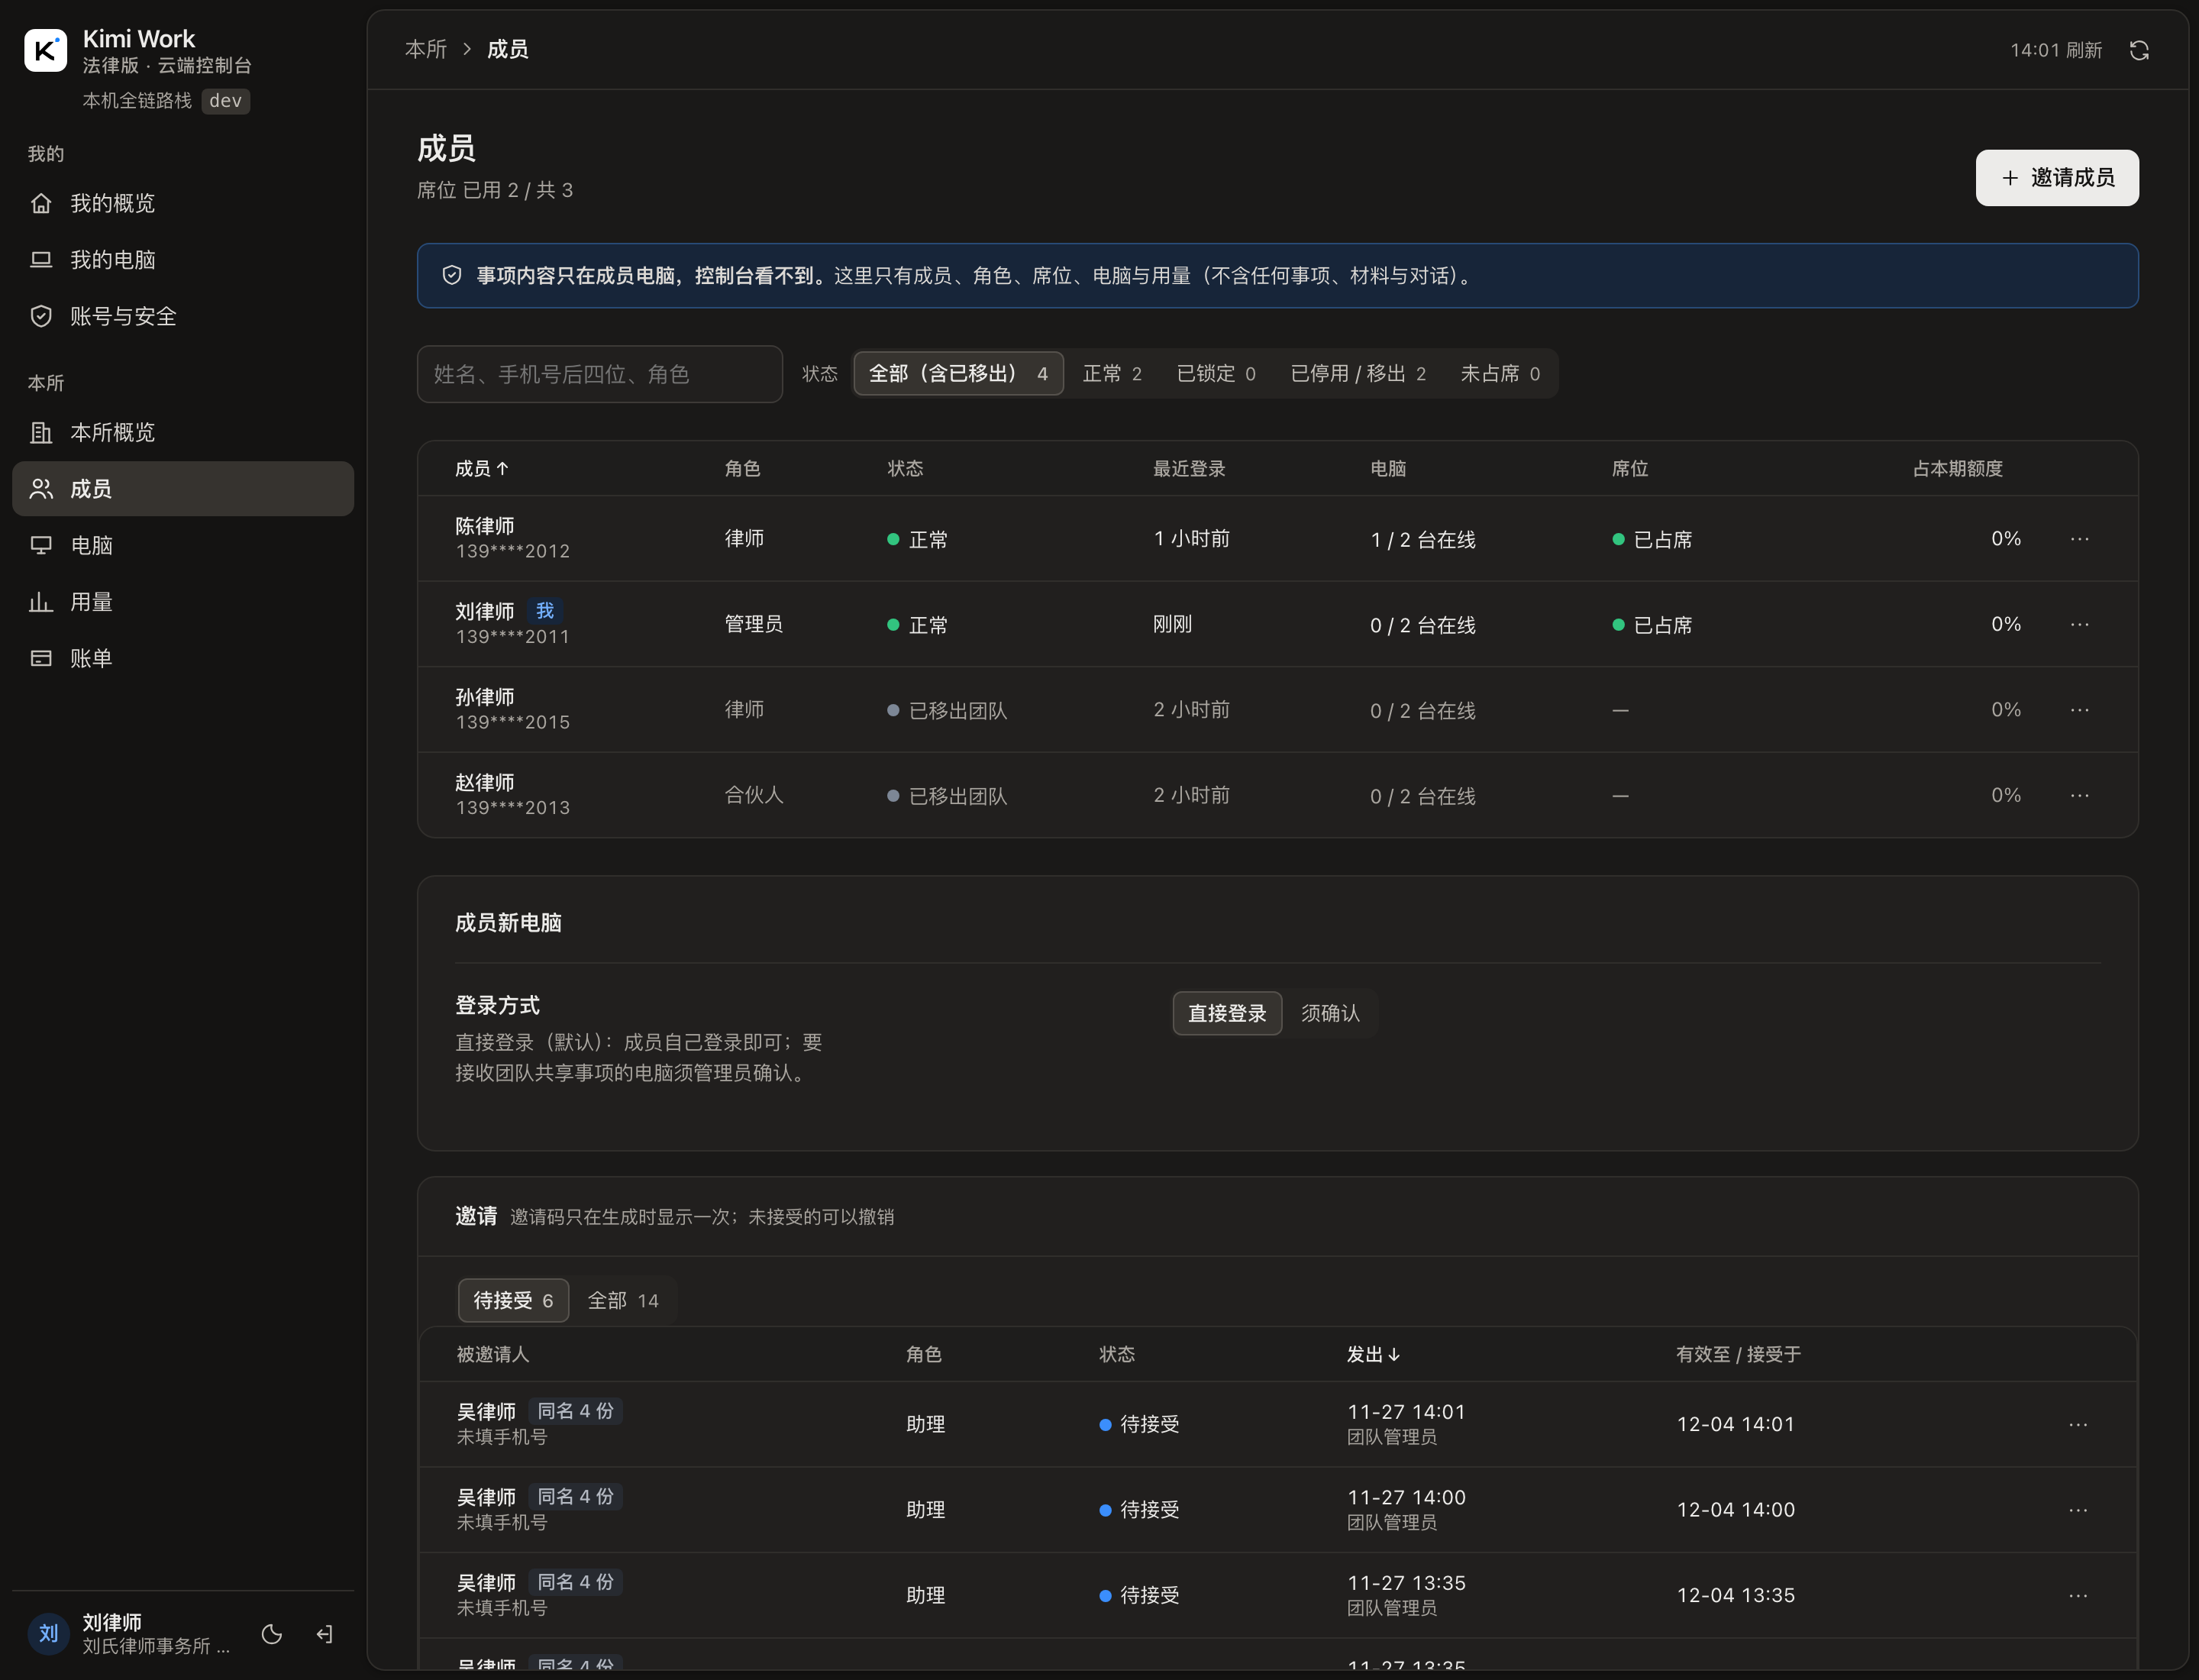 Kimi Work
法律版 · 云端控制台
本机全链路栈 dev
我的
我的概览
我的电脑
账号与安全
本所
本所概览
成员
电脑
用量
账单
刘
刘律师
刘氏律师事务所 ...
本所 > 成员
14:01 刷新
成员
席位 已用 2 / 共 3
+ 邀请成员
事项内容只在成员电脑，控制台看不到。这里只有成员、角色、席位、电脑与用量（不含任何事项、材料与对话）。
姓名、手机号后四位、角色
状态 全部（含已移出） 4 正常 2 已锁定 0 已停用 / 移出 2 未占席 0
成员 ↑ 角色 状态 最近登录 电脑 席位 占本期额度
陈律师 律师 正常 1 小时前 1 / 2 台在线 已占席 0% ···
139****2012
刘律师 我 管理员 正常 刚刚 0 / 2 台在线 已占席 0% ···
139****2011
孙律师 律师 已移出团队 2 小时前 0 / 2 台在线 — 0% ···
139****2015
赵律师 合伙人 已移出团队 2 小时前 0 / 2 台在线 — 0% ···
139****2013
成员新电脑
登录方式
直接登录 须确认
直接登录（默认）：成员自己登录即可；要
接收团队共享事项的电脑须管理员确认。
邀请 邀请码只在生成时显示一次；未接受的可以撤销
待接受 6 全部 14
被邀请人 角色 状态 发出 ↓ 有效至 / 接受于
吴律师 同名 4 份 助理 待接受 11-27 14:01 12-04 14:01 ···
未填手机号 团队管理员
吴律师 同名 4 份 助理 待接受 11-27 14:00 12-04 14:00 ···
未填手机号 团队管理员
吴律师 同名 4 份 助理 待接受 11-27 13:35 12-04 13:35 ···
未填手机号 团队管理员
吴律师 同名 4 份 11-27 13:35